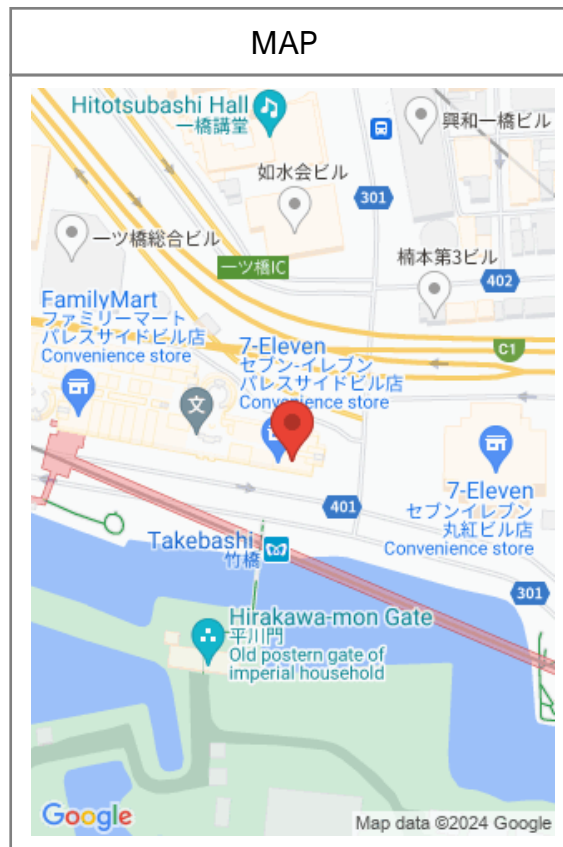 MAP
Hitotsubashi Hall
一橋講堂
興和一橋ビル
如水会ビル
301
一ツ橋総合ビル
一ツ橋IC
楠本第3ビル
402
FamilyMart
ファミリーマート
パレスサイドビル店
Convenience store
7-Eleven
セブン-イレブン
パレスサイドビル店
Convenience store
C1
文
7-Eleven
セブンイレブン
丸紅ビル店
Convenience store
401
Takebashi
竹橋
301
Hirakawa-mon Gate
平川門
Old postern gate of
imperial household
Google
Map data ©2024 Google